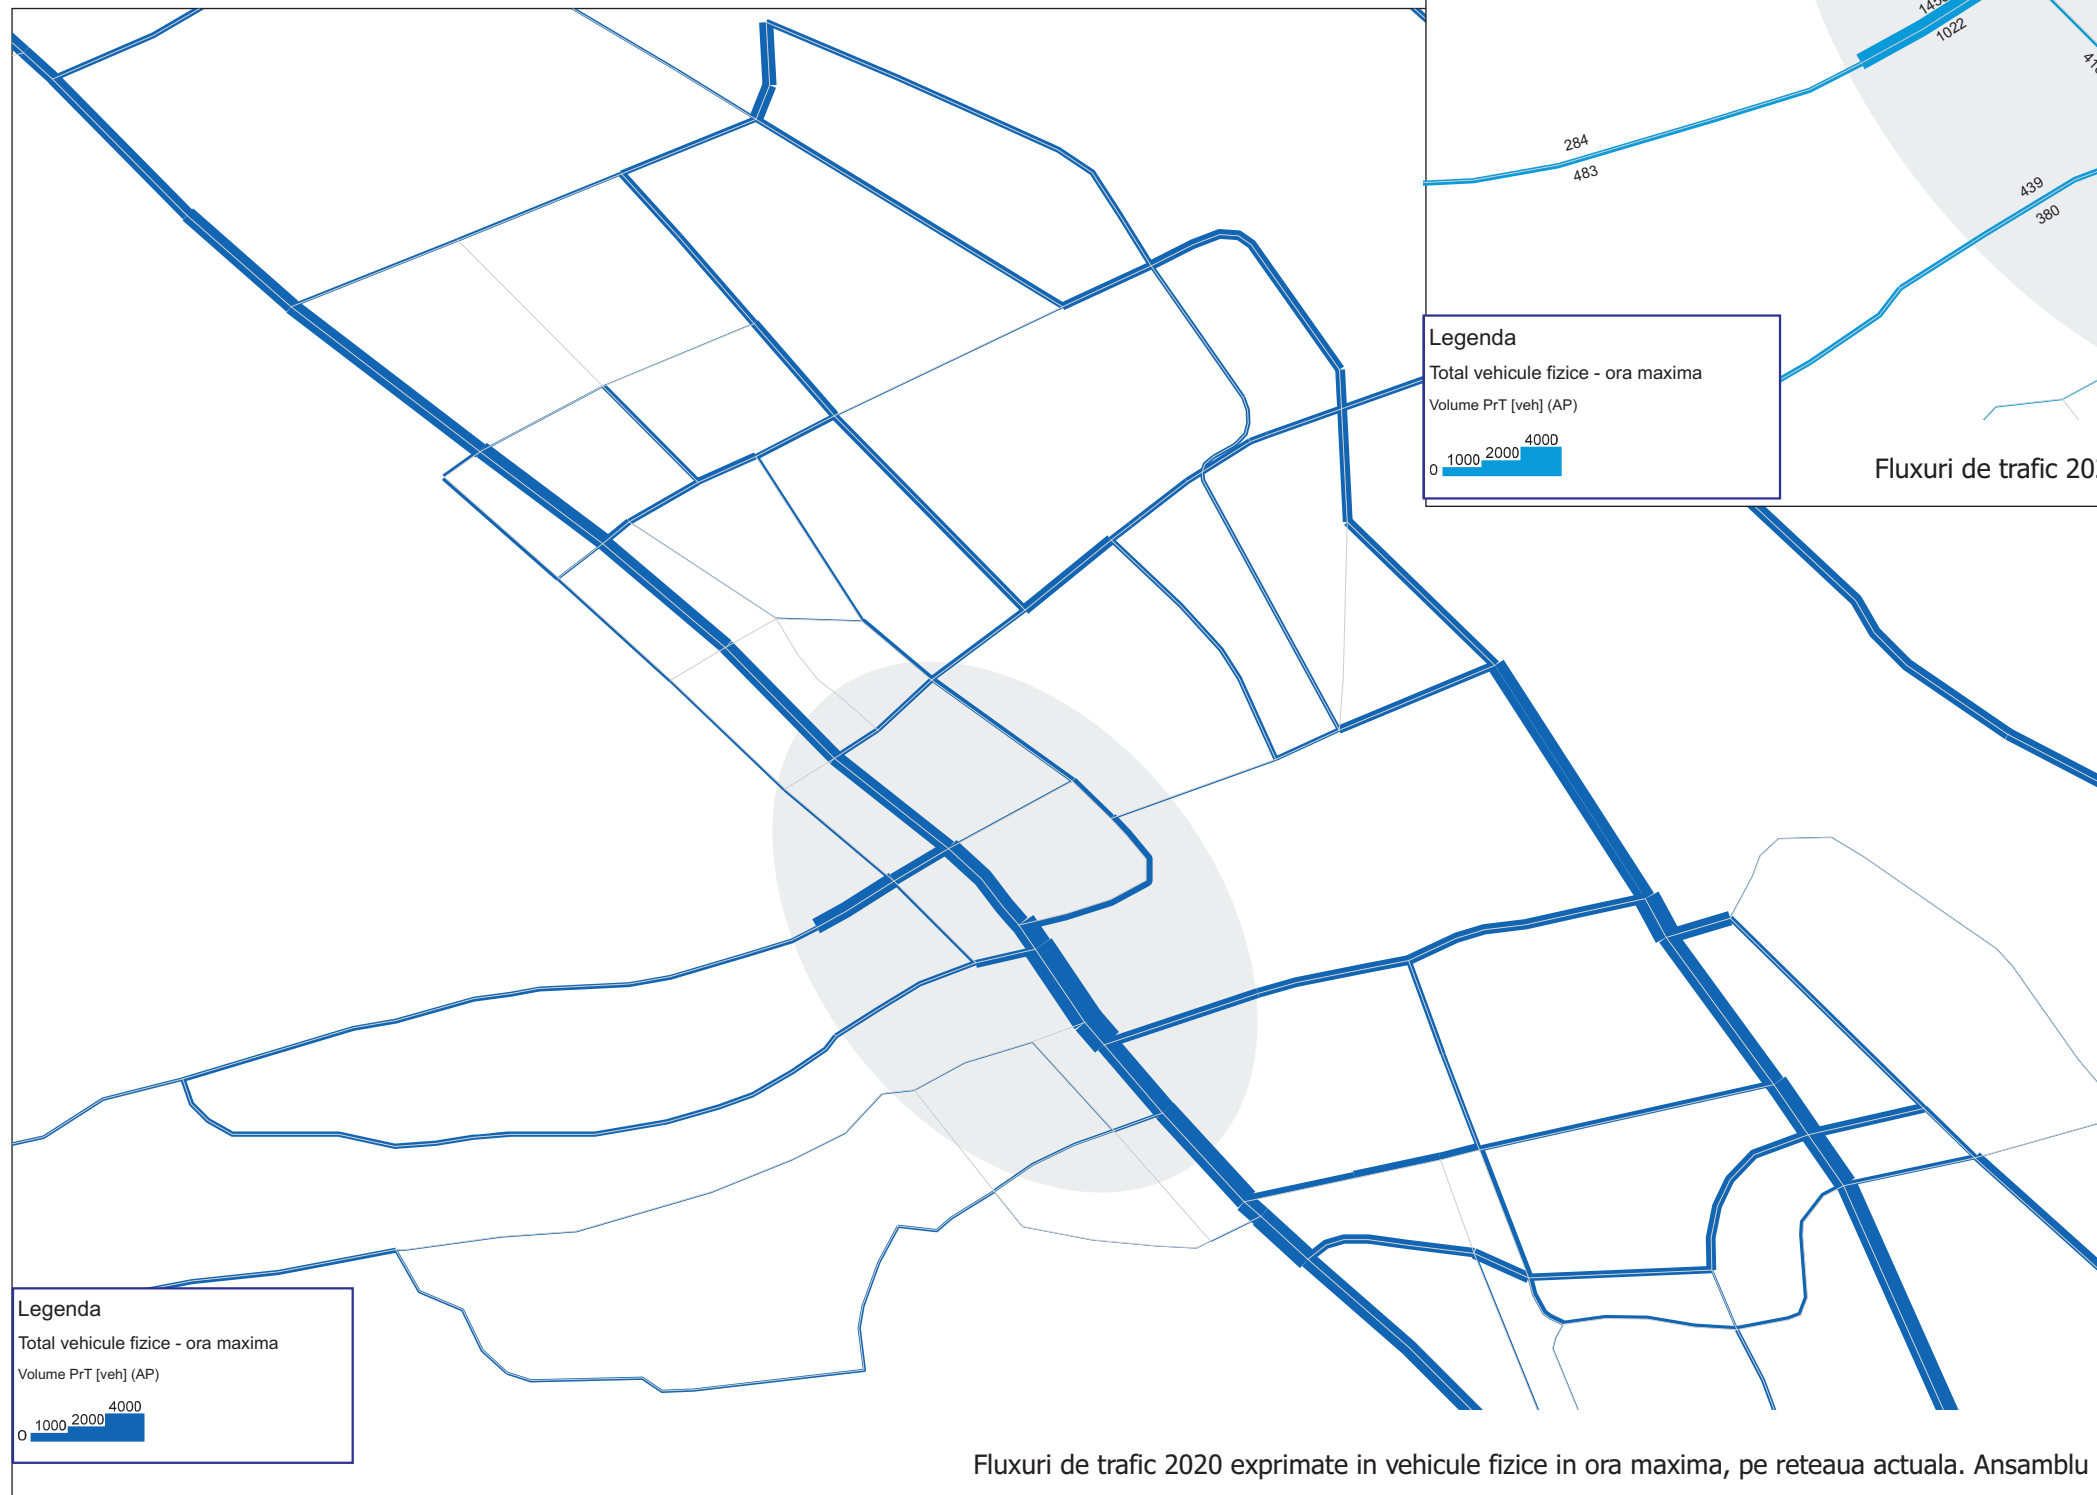 1022
284
483
439
380
Legenda
Total vehicule fizice - ora maxima
Volume PrT [veh] (AP)
0 1000 2000 4000
Fluxuri de trafic
Legenda
Total vehicule fizice - ora maxima
Volume PrT [veh] (AP)
0 1000 2000 4000
Fluxuri de trafic 2020 exprimate in vehicule fizice in ora maxima, pe reteaua actuala. Ansamblu